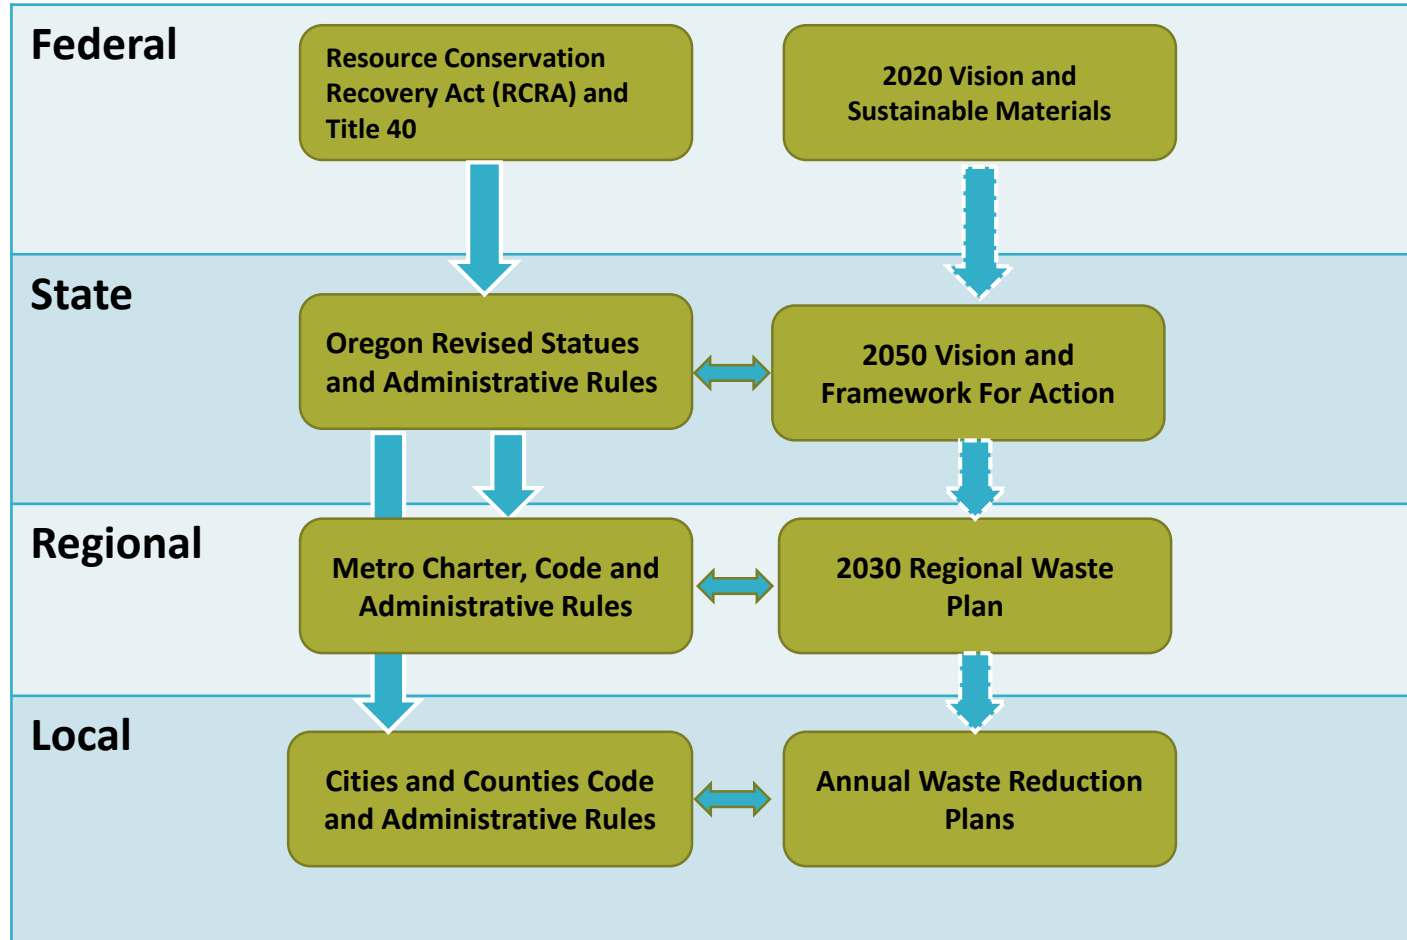 Federal
Resource Conservation
Recovery Act (RCRA) and
Title 40
2020 Vision and
Sustainable Materials
State
Oregon Revised Statues
and Administrative Rules
2050 Vision and
Framework For Action
Regional
Metro Charter, Code and
Administrative Rules
2030 Regional Waste
Plan
Local
Cities and Counties Code
and Administrative Rules
Annual Waste Reduction
Plans